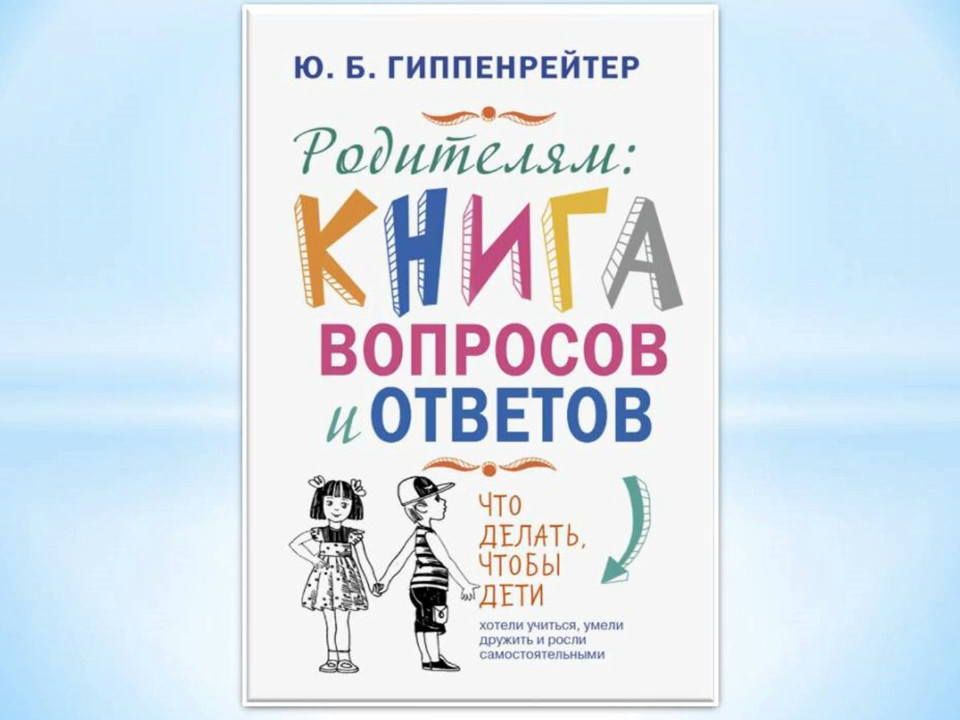 Ю. Б. ГИППЕНРЕЙТЕР
Родителям:
КНИГА
ВОПРОСОВ
и ОТВЕТОВ
ЧТО
ДЕЛАТЬ,
ЧТОБЫ
ДЕТИ
хотели учиться, умели
дружить и росли
самостоятельными